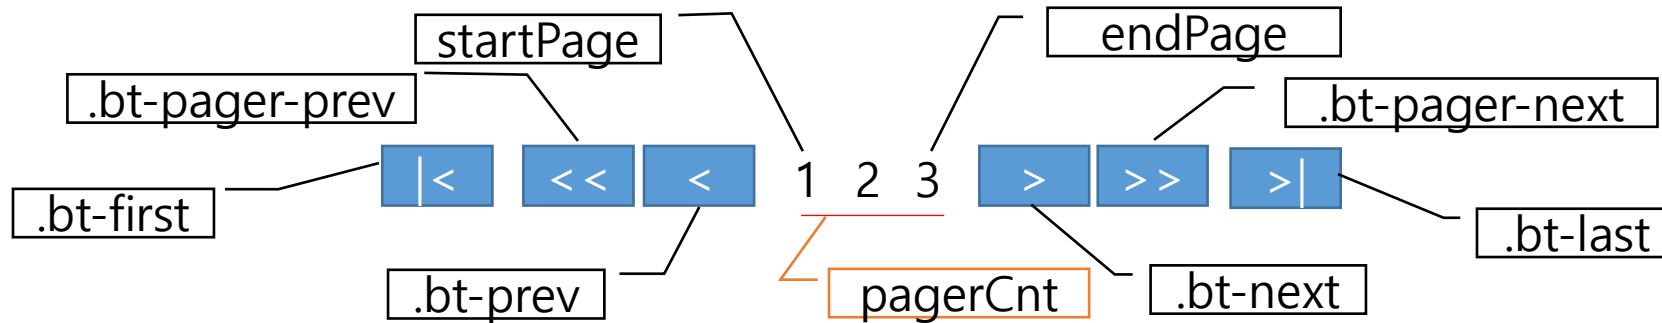 startPage
endPage
.bt-pager-prev
.bt-pager-next
|<
<<
<
1 2 3
>
>>
>|
.bt-first
.bt-last
.bt-prev
pagerCnt
.bt-next